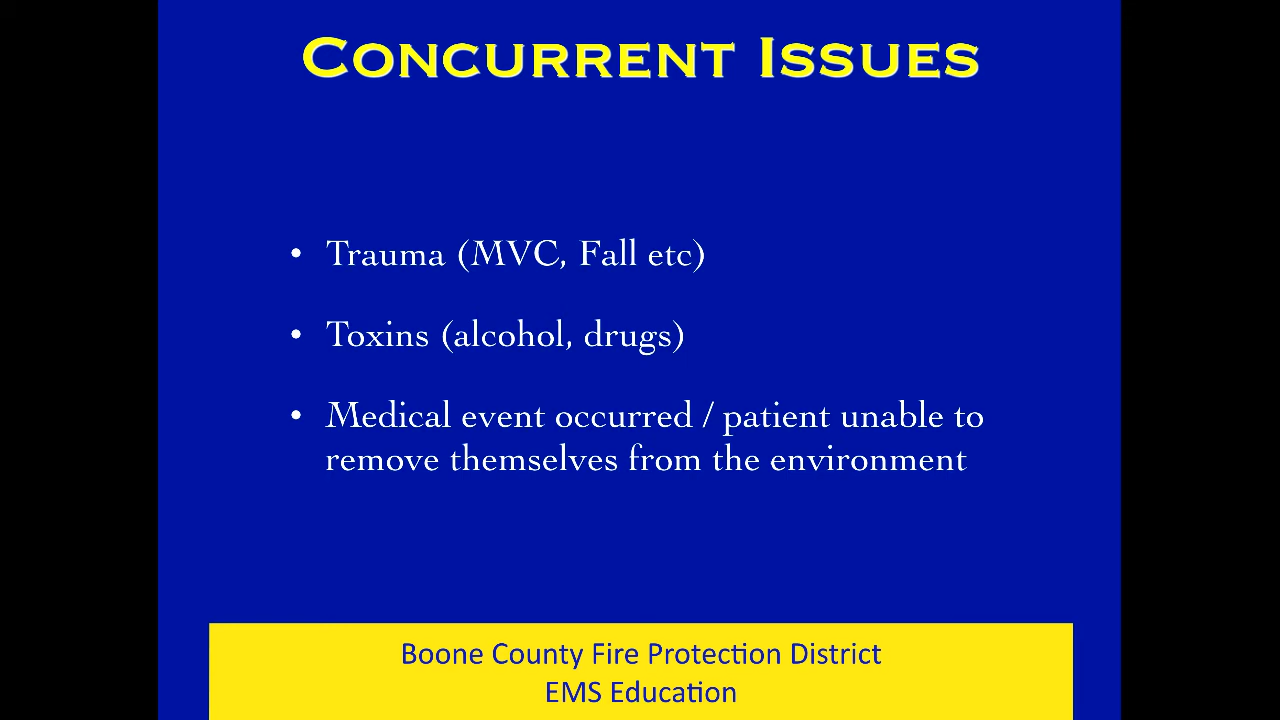 Concurrent Issues
• Trauma (MVC, Fall etc)
• Toxins (alcohol, drugs)
• Medical event occurred / patient unable to
remove themselves from the environment
Boone County Fire Protection District
EMS Education